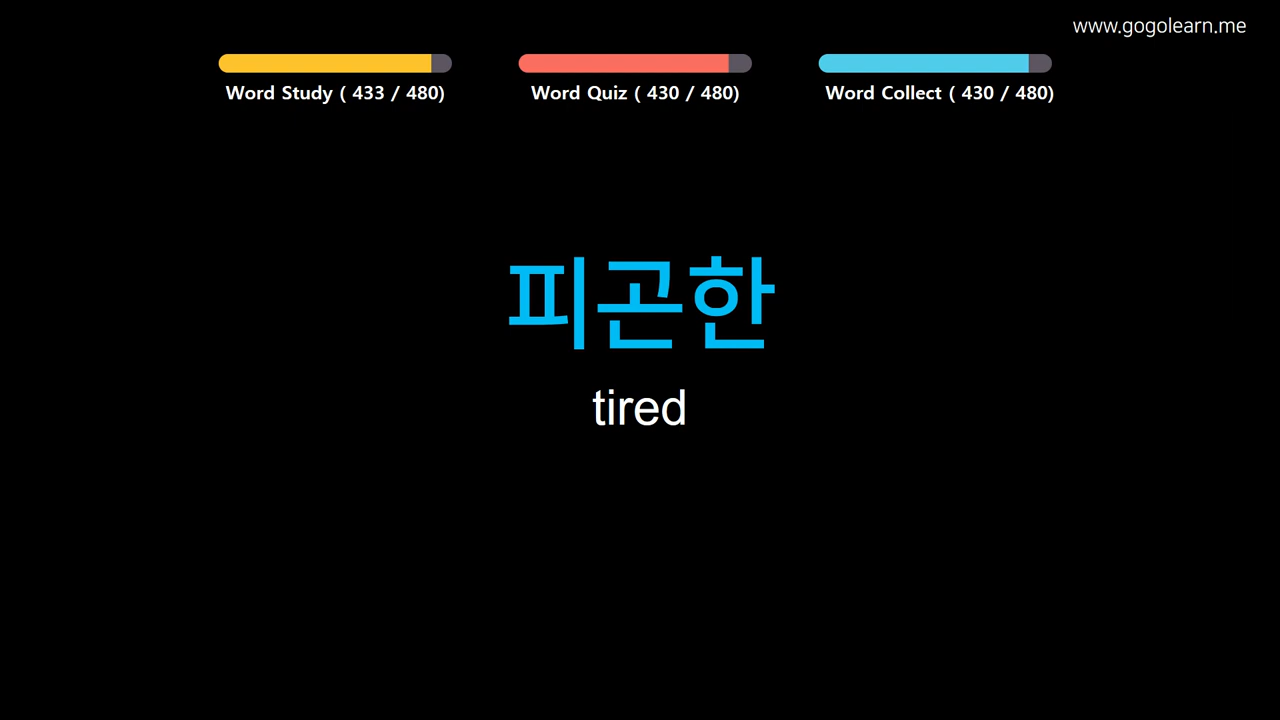 www.gogolearn.me
Word Study ( 433 / 480)
Word Quiz ( 430 / 480)
Word Collect ( 430 / 480)
피곤한
tired